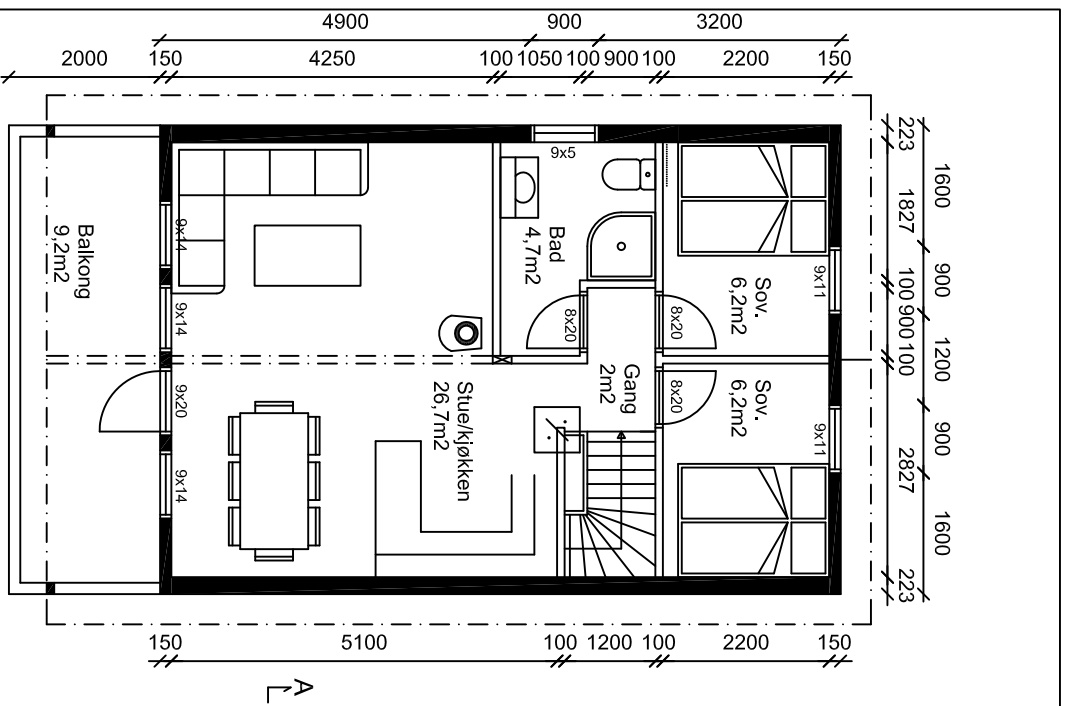 4900 900 3200
2000 150 4250 100 1050 100 900 100 2200 150
9x5
Balkong
9,2m2
9x14
9x14
9x20
9x14
Bad
4,7m2
8x20
8x20
8x20
Gang
2m2
Stue/kjøkken
26,7m2
Sov.
6,2m2
Sov.
6,2m2
9x11
9x11
223 1827 100 900 100 2827 223
1600 900 1200 900 1600
150 5100 100 1200 100 2200 150
A